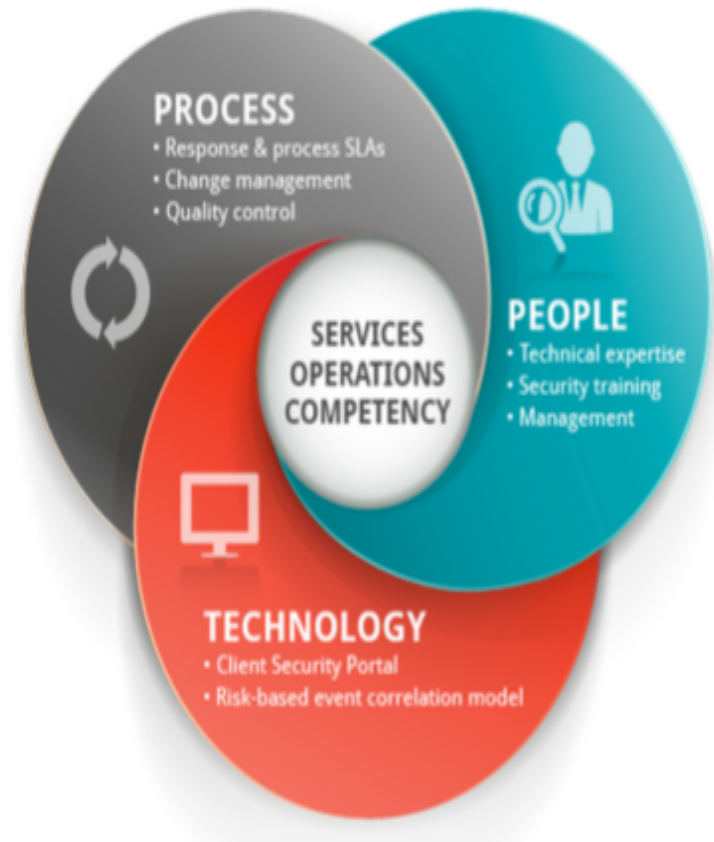 PROCESS
• Response & process SLAs
• Change management
• Quality control
PEOPLE
• Technical expertise
• Security training
• Management
SERVICES
OPERATIONS
COMPETENCY
TECHNOLOGY
• Client Security Portal
• Risk-based event correlation model